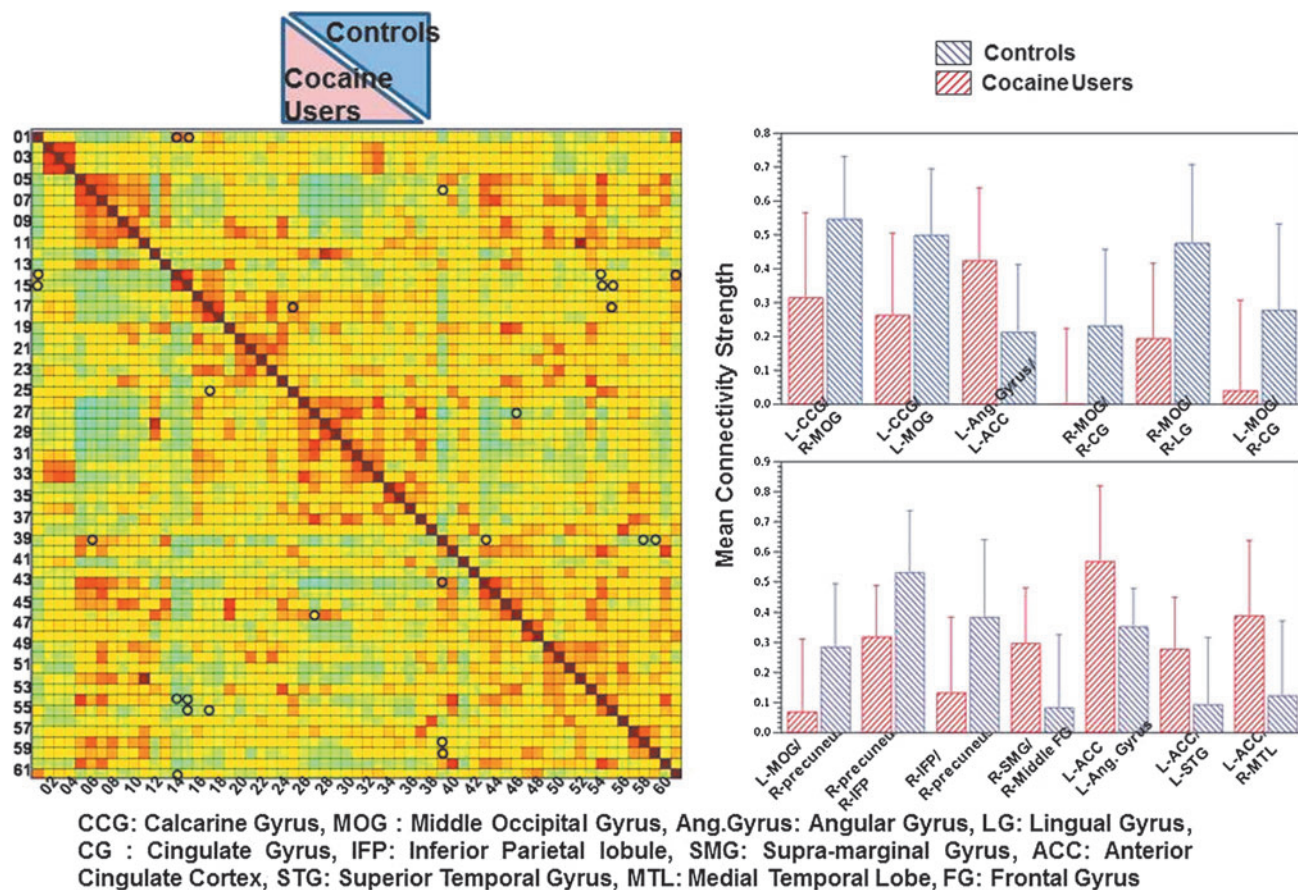 Controls
Cocaine
Users
Controls
Cocaine Users
01
03
05
07
09
11
13
15
17
19
21
23
25
27
29
31
33
35
37
39
41
43
45
47
49
51
53
55
57
59
61
02 04 06 08 10 12 14 16 18 20 22 24 26 28 30 32 34 36 38 40 42 44 46 48 50 52 54 56 58 60
Mean Connectivity Strength
0.8
0.7
0.6
0.5
0.4
0.3
0.2
0.1
0.0
L-CCG/
R-MOG
L-CCG/
L-MOG
L-Ang. Gyrus/
L-ACC
R-MOG/
R-CG
R-MOG/
R-LG
L-MOG/
R-CG
0.9
0.8
0.7
0.6
0.5
0.4
0.3
0.2
0.1
0.0
L-MOG/
R-precuneu.
R-precuneu/
R-IFP
R-IFP/
R-precuneu.
R-SMG/
R-Middle FG
L-ACC
L-Ang. Gyrus
L-ACC/
L-STG
L-ACC/
R-MTL
CCG: Calcarine Gyrus, MOG : Middle Occipital Gyrus, Ang.Gyrus: Angular Gyrus, LG: Lingual Gyrus,
CG : Cingulate Gyrus, IFP: Inferior Parietal lobule, SMG: Supra-marginal Gyrus, ACC: Anterior
Cingulate Cortex, STG: Superior Temporal Gyrus, MTL: Medial Temporal Lobe, FG: Frontal Gyrus